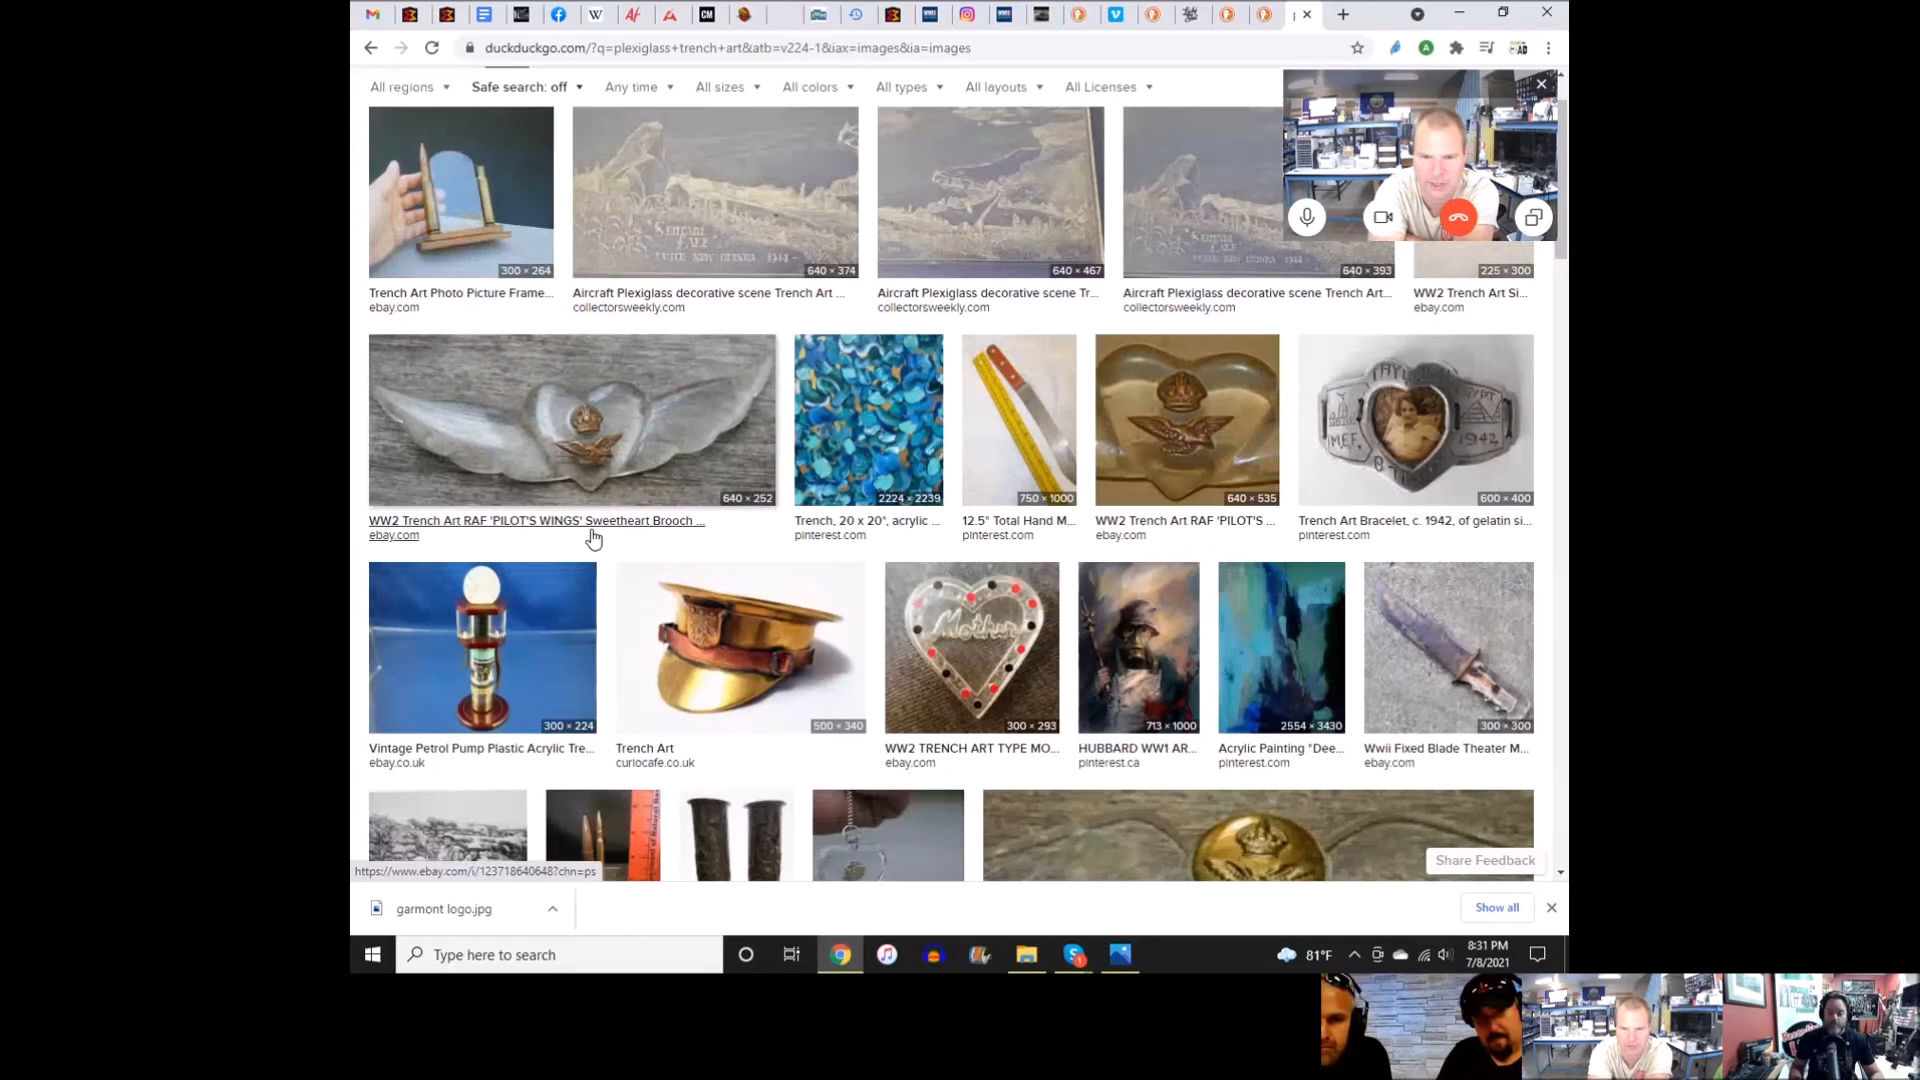 duckduckgo.com/?q=plexiglass+trench+art&atb=v224-1&iax=images&ia=images
All regions
Safe search: off
Any time
All sizes
All colors
All types
All layouts
All Licenses
300 × 264
640 × 374
640 × 467
640 × 393
225 × 300
Trench Art Photo Picture Frame...
ebay.com
Aircraft Plexiglass decorative scene Trench Art ...
collectorsweekly.com
Aircraft Plexiglass decorative scene Tr...
collectorsweekly.com
Aircraft Plexiglass decorative scene Trench Art...
collectorsweekly.com
WW2 Trench Art Si...
ebay.com
M.E.F.
1942
640 × 252
2224 × 2239
750 × 1000
640 × 535
600 × 400
WW2 Trench Art RAF 'PILOT'S WINGS' Sweetheart Brooch ...
ebay.com
Trench, 20 x 20", acrylic ...
pinterest.com
12.5" Total Hand M...
pinterest.com
WW2 Trench Art RAF 'PILOT'S ...
ebay.com
Trench Art Bracelet, c. 1942, of gelatin si...
pinterest.com
Mother
300 × 224
500 × 340
300 × 293
713 × 1000
2554 × 3430
300 × 300
Vintage Petrol Pump Plastic Acrylic Tre...
ebay.co.uk
Trench Art
curiocafe.co.uk
WW2 TRENCH ART TYPE MO...
ebay.com
HUBBARD WW1 AR...
pinterest.ca
Acrylic Painting "Dee...
pinterest.com
Wwii Fixed Blade Theater M...
ebay.com
Share Feedback
https://www.ebay.com/i/123718640648?chn=ps
garmont logo.jpg
Show all
Type here to search
81°F
8:31 PM
7/8/2021